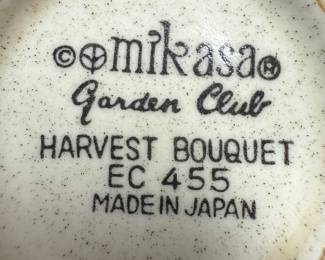 © mikasa ®
Garden Club
HARVEST BOUQUET
EC 455
MADE IN JAPAN